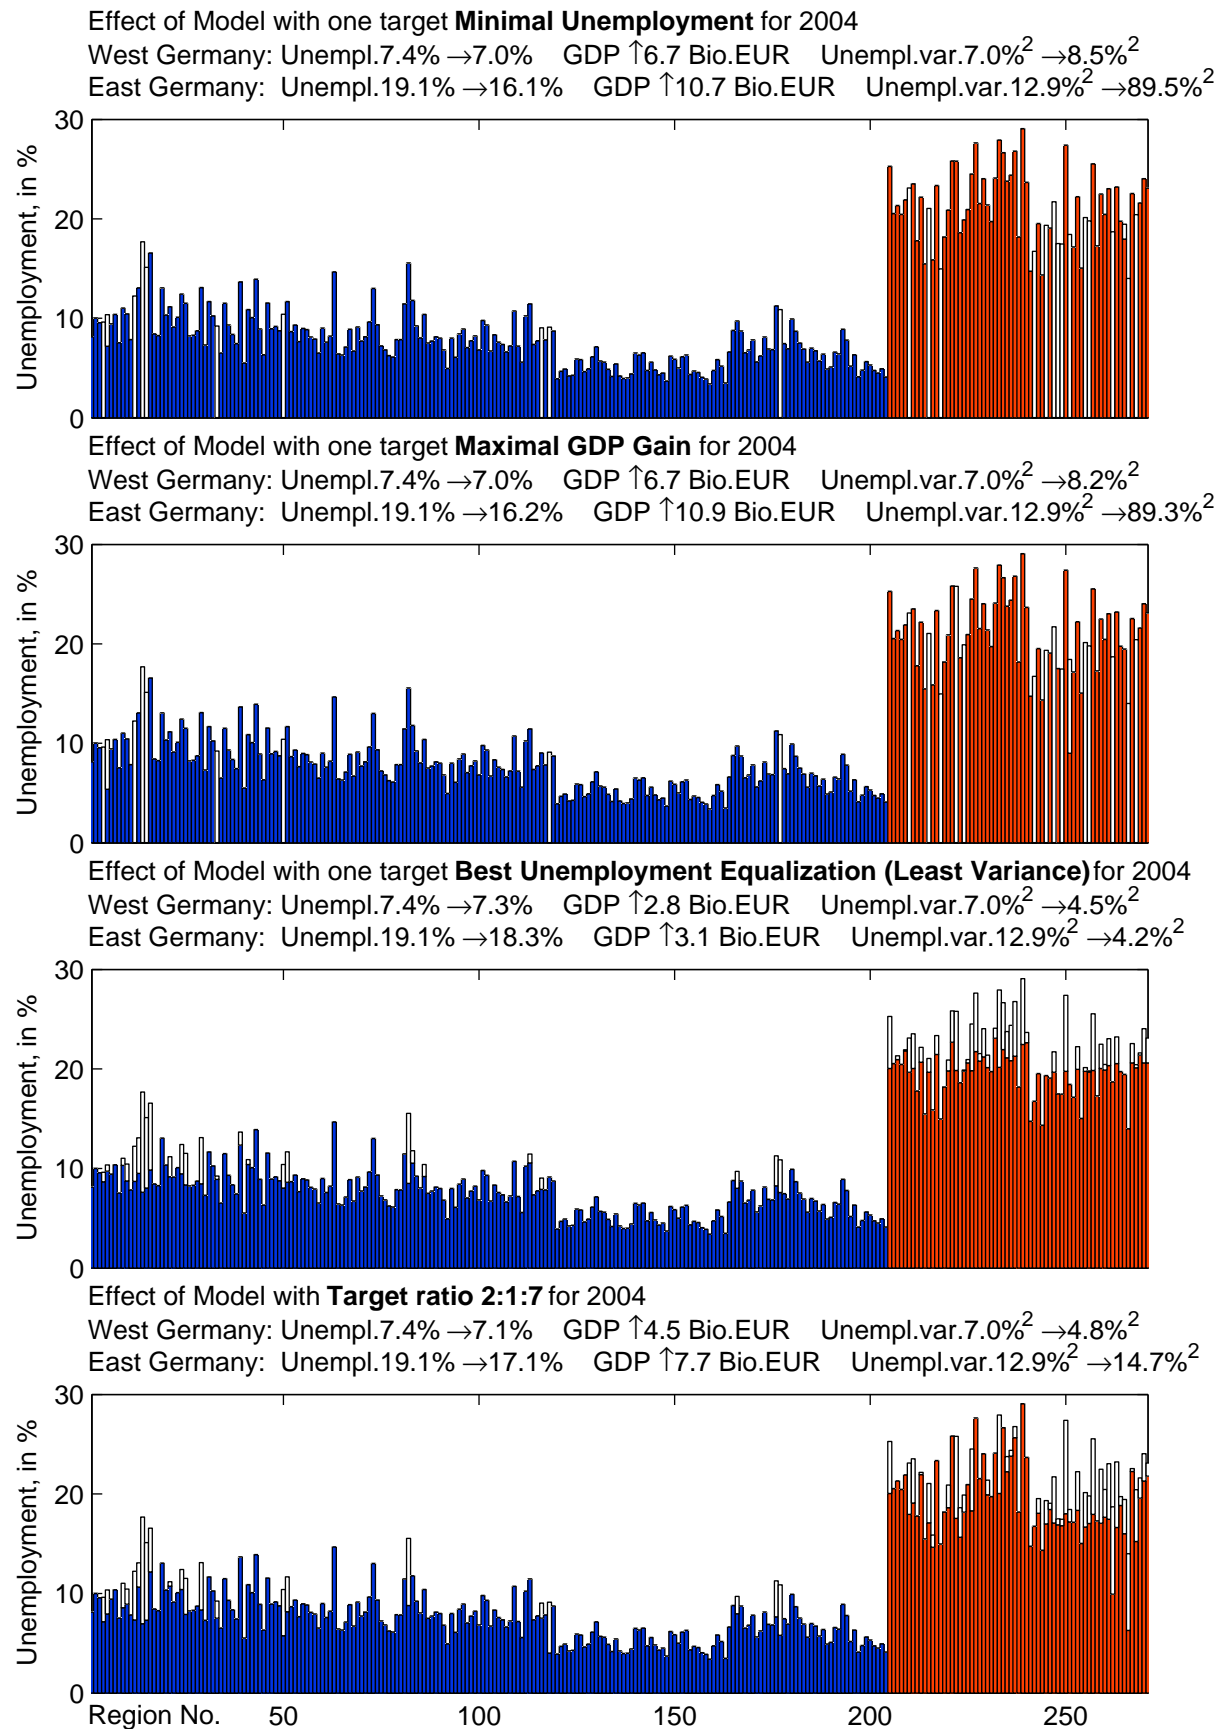 Effect of Model with one target Minimal Unemployment for 2004
West Germany: Unempl.7.4% →7.0% GDP ↑6.7 Bio.EUR Unempl.var.7.0%² →8.5%²
East Germany: Unempl.19.1% →16.1% GDP ↑10.7 Bio.EUR Unempl.var.12.9%² →89.5%²
30
20
10
0
Unemployment, in %
Effect of Model with one target Maximal GDP Gain for 2004
West Germany: Unempl.7.4% →7.0% GDP ↑6.7 Bio.EUR Unempl.var.7.0%² →8.2%²
East Germany: Unempl.19.1% →16.2% GDP ↑10.9 Bio.EUR Unempl.var.12.9%² →89.3%²
30
20
10
0
Unemployment, in %
Effect of Model with one target Best Unemployment Equalization (Least Variance) for 2004
West Germany: Unempl.7.4% →7.3% GDP ↑2.8 Bio.EUR Unempl.var.7.0%² →4.5%²
East Germany: Unempl.19.1% →18.3% GDP ↑3.1 Bio.EUR Unempl.var.12.9%² →4.2%²
30
20
10
0
Unemployment, in %
Effect of Model with Target ratio 2:1:7 for 2004
West Germany: Unempl.7.4% →7.1% GDP ↑4.5 Bio.EUR Unempl.var.7.0%² →4.8%²
East Germany: Unempl.19.1% →17.1% GDP ↑7.7 Bio.EUR Unempl.var.12.9%² →14.7%²
30
20
10
0
Unemployment, in %
Region No. 50 100 150 200 250